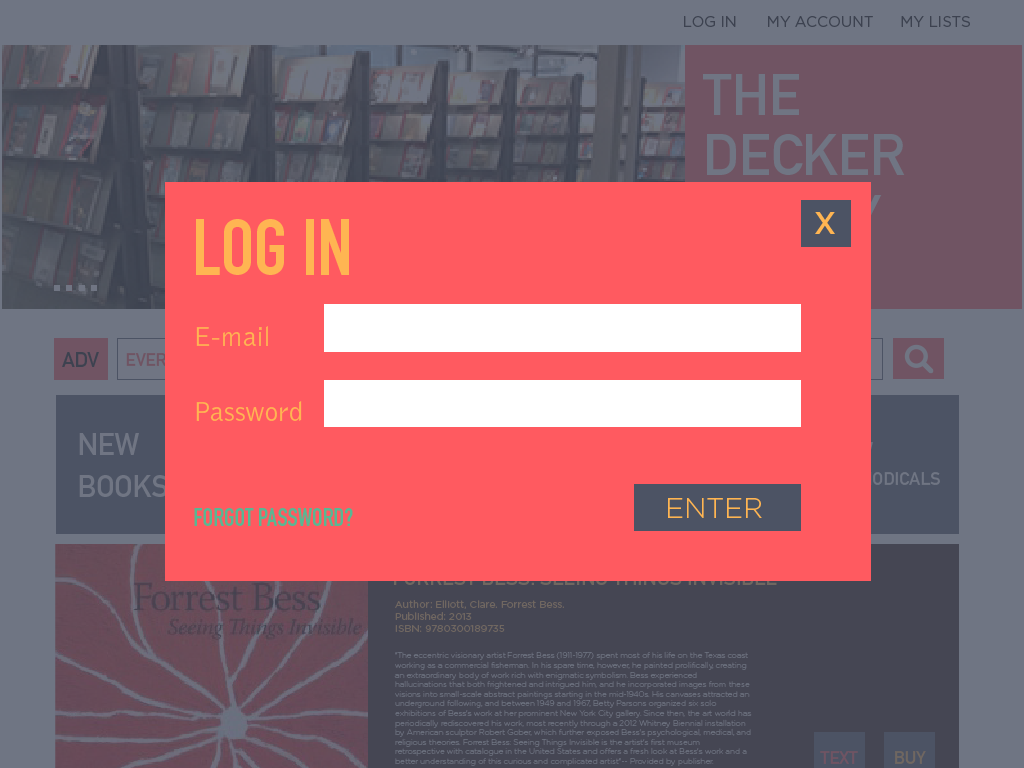 LOG IN MY ACCOUNT MY LISTS
THE
DECKER
LOG IN
X
E-mail
Password
FORGOT PASSWORD?
ENTER
ADV
EVER
NEW
BOOKS
ODICALS
Forrest Bess
Seeing Things Invisible
FORREST BESS: SEEING THINGS INVISIBLE
Author: Elliott, Clare. Forrest Bess.
Published: 2013
ISBN: 9780300189735
"The eccentric visionary artist Forrest Bess (1911-1977) spent most of his life on the Texas coast
working as a commercial fisherman. In his spare time, however, he painted prolifically, creating
an extraordinary body of work rich with enigmatic symbolism. Bess experienced
hallucinations that both frightened and intrigued him, and he incorporated images from these
visions into small-scale abstract paintings starting in the mid-1940s. His canvases attracted an
underground following, and between 1949 and 1967, Betty Parsons organized six solo
exhibitions of Bess's work at her prominent New York City gallery. Since then, the art world has
periodically rediscovered his work, most recently through a 2012 Whitney Biennial installation
by American sculptor Robert Gober, which further exposed Bess's psychological, medical, and
religious theories. Forrest Bess: Seeing Things Invisible is the artist's first museum
retrospective with catalogue in the United States and offers a fresh look at Bess's work and a
better understanding of this curious and complicated artist"-- Provided by publisher.
TEXT
BUY